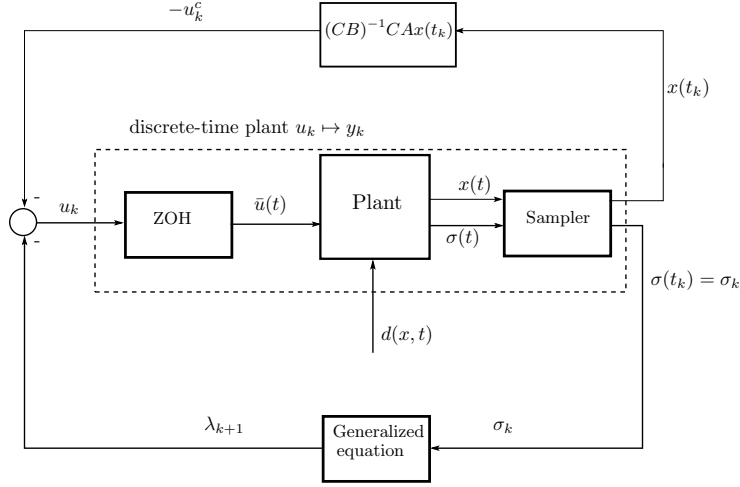 −u_k^c
(CB)^{−1}CAx(t_k)
x(t_k)
discrete-time plant u_k ↦ y_k
-
u_k
-
ZOH
ū(t)
Plant
x(t)
σ(t)
Sampler
σ(t_k) = σ_k
d(x, t)
λ_{k+1}
Generalized
equation
σ_k